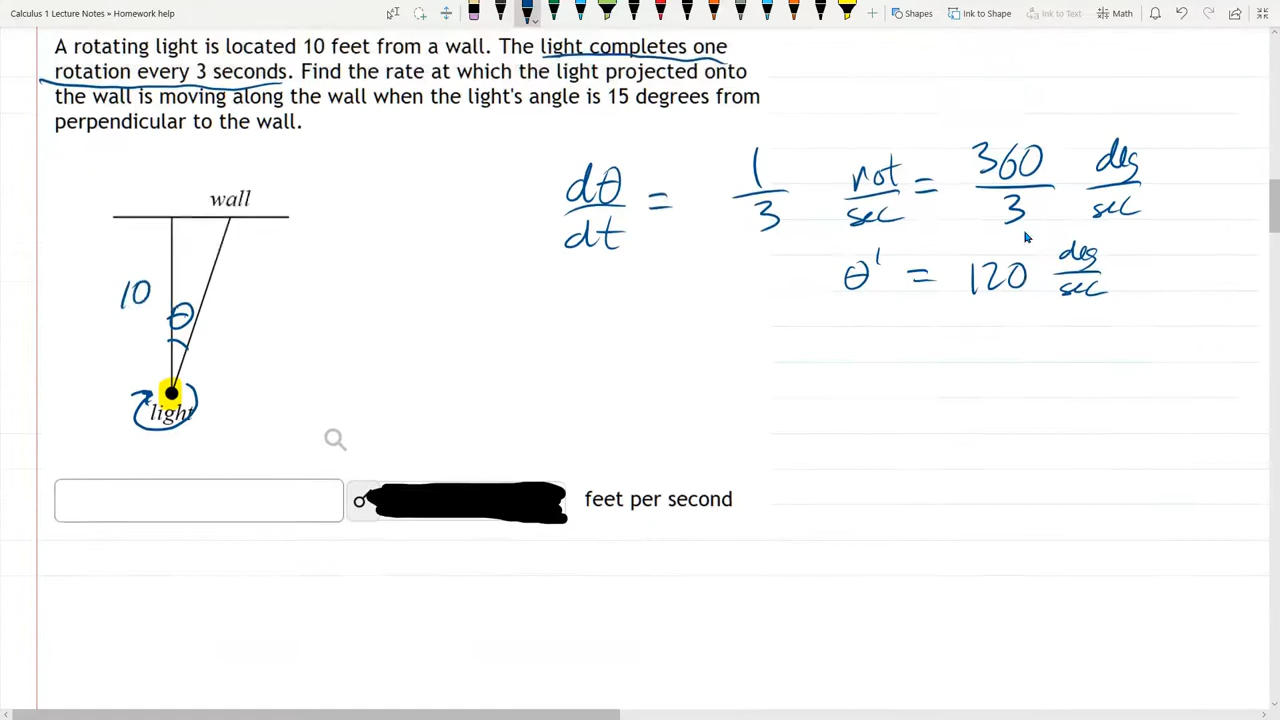 Calculus 1 Lecture Notes » Homework help
Shapes Ink to Shape Ink to Text Math
A rotating light is located 10 feet from a wall. The light completes one
rotation every 3 seconds. Find the rate at which the light projected onto
the wall is moving along the wall when the light's angle is 15 degrees from
perpendicular to the wall.
dθ/dt = 1/3 rot/sec = 360/3 deg/sec
θ' = 120 deg/sec
wall
10
θ
light
feet per second